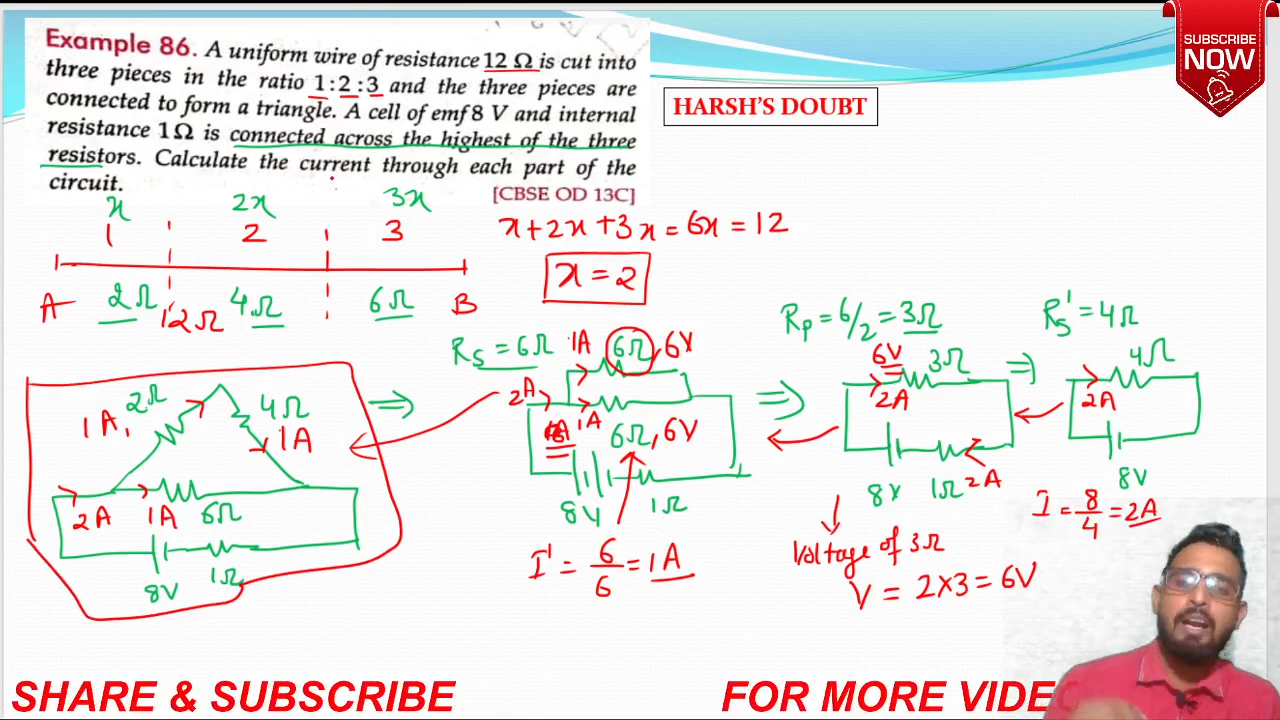 SUBSCRIBE
NOW
Example 86. A uniform wire of resistance 12 Ω is cut into
three pieces in the ratio 1:2:3 and the three pieces are
connected to form a triangle. A cell of emf 8 V and internal
resistance 1 Ω is connected across the highest of the three
resistors. Calculate the current through each part of the
circuit.
[CBSE OD 13C]
HARSH'S DOUBT
x 2x 3x
1 2 3
x+2x+3x=6x=12
x=2
A 2Ω 4Ω 6Ω B
12Ω
Rs=6Ω
1A 6Ω, 6V
2A 1A
6Ω, 6V
8V 1Ω
I' = 6/6 = 1A
Rp=6/2=3Ω
6V 3Ω
2A
8V 1Ω 2A
Voltage of 3Ω
V = 2×3=6V
⇒ Rs'=4Ω
4Ω
2A
8V
I = 8/4 = 2A
1A, 2Ω 4Ω
1A
2A 1A 6Ω
8V 1Ω
SHARE & SUBSCRIBE
FOR MORE VIDE